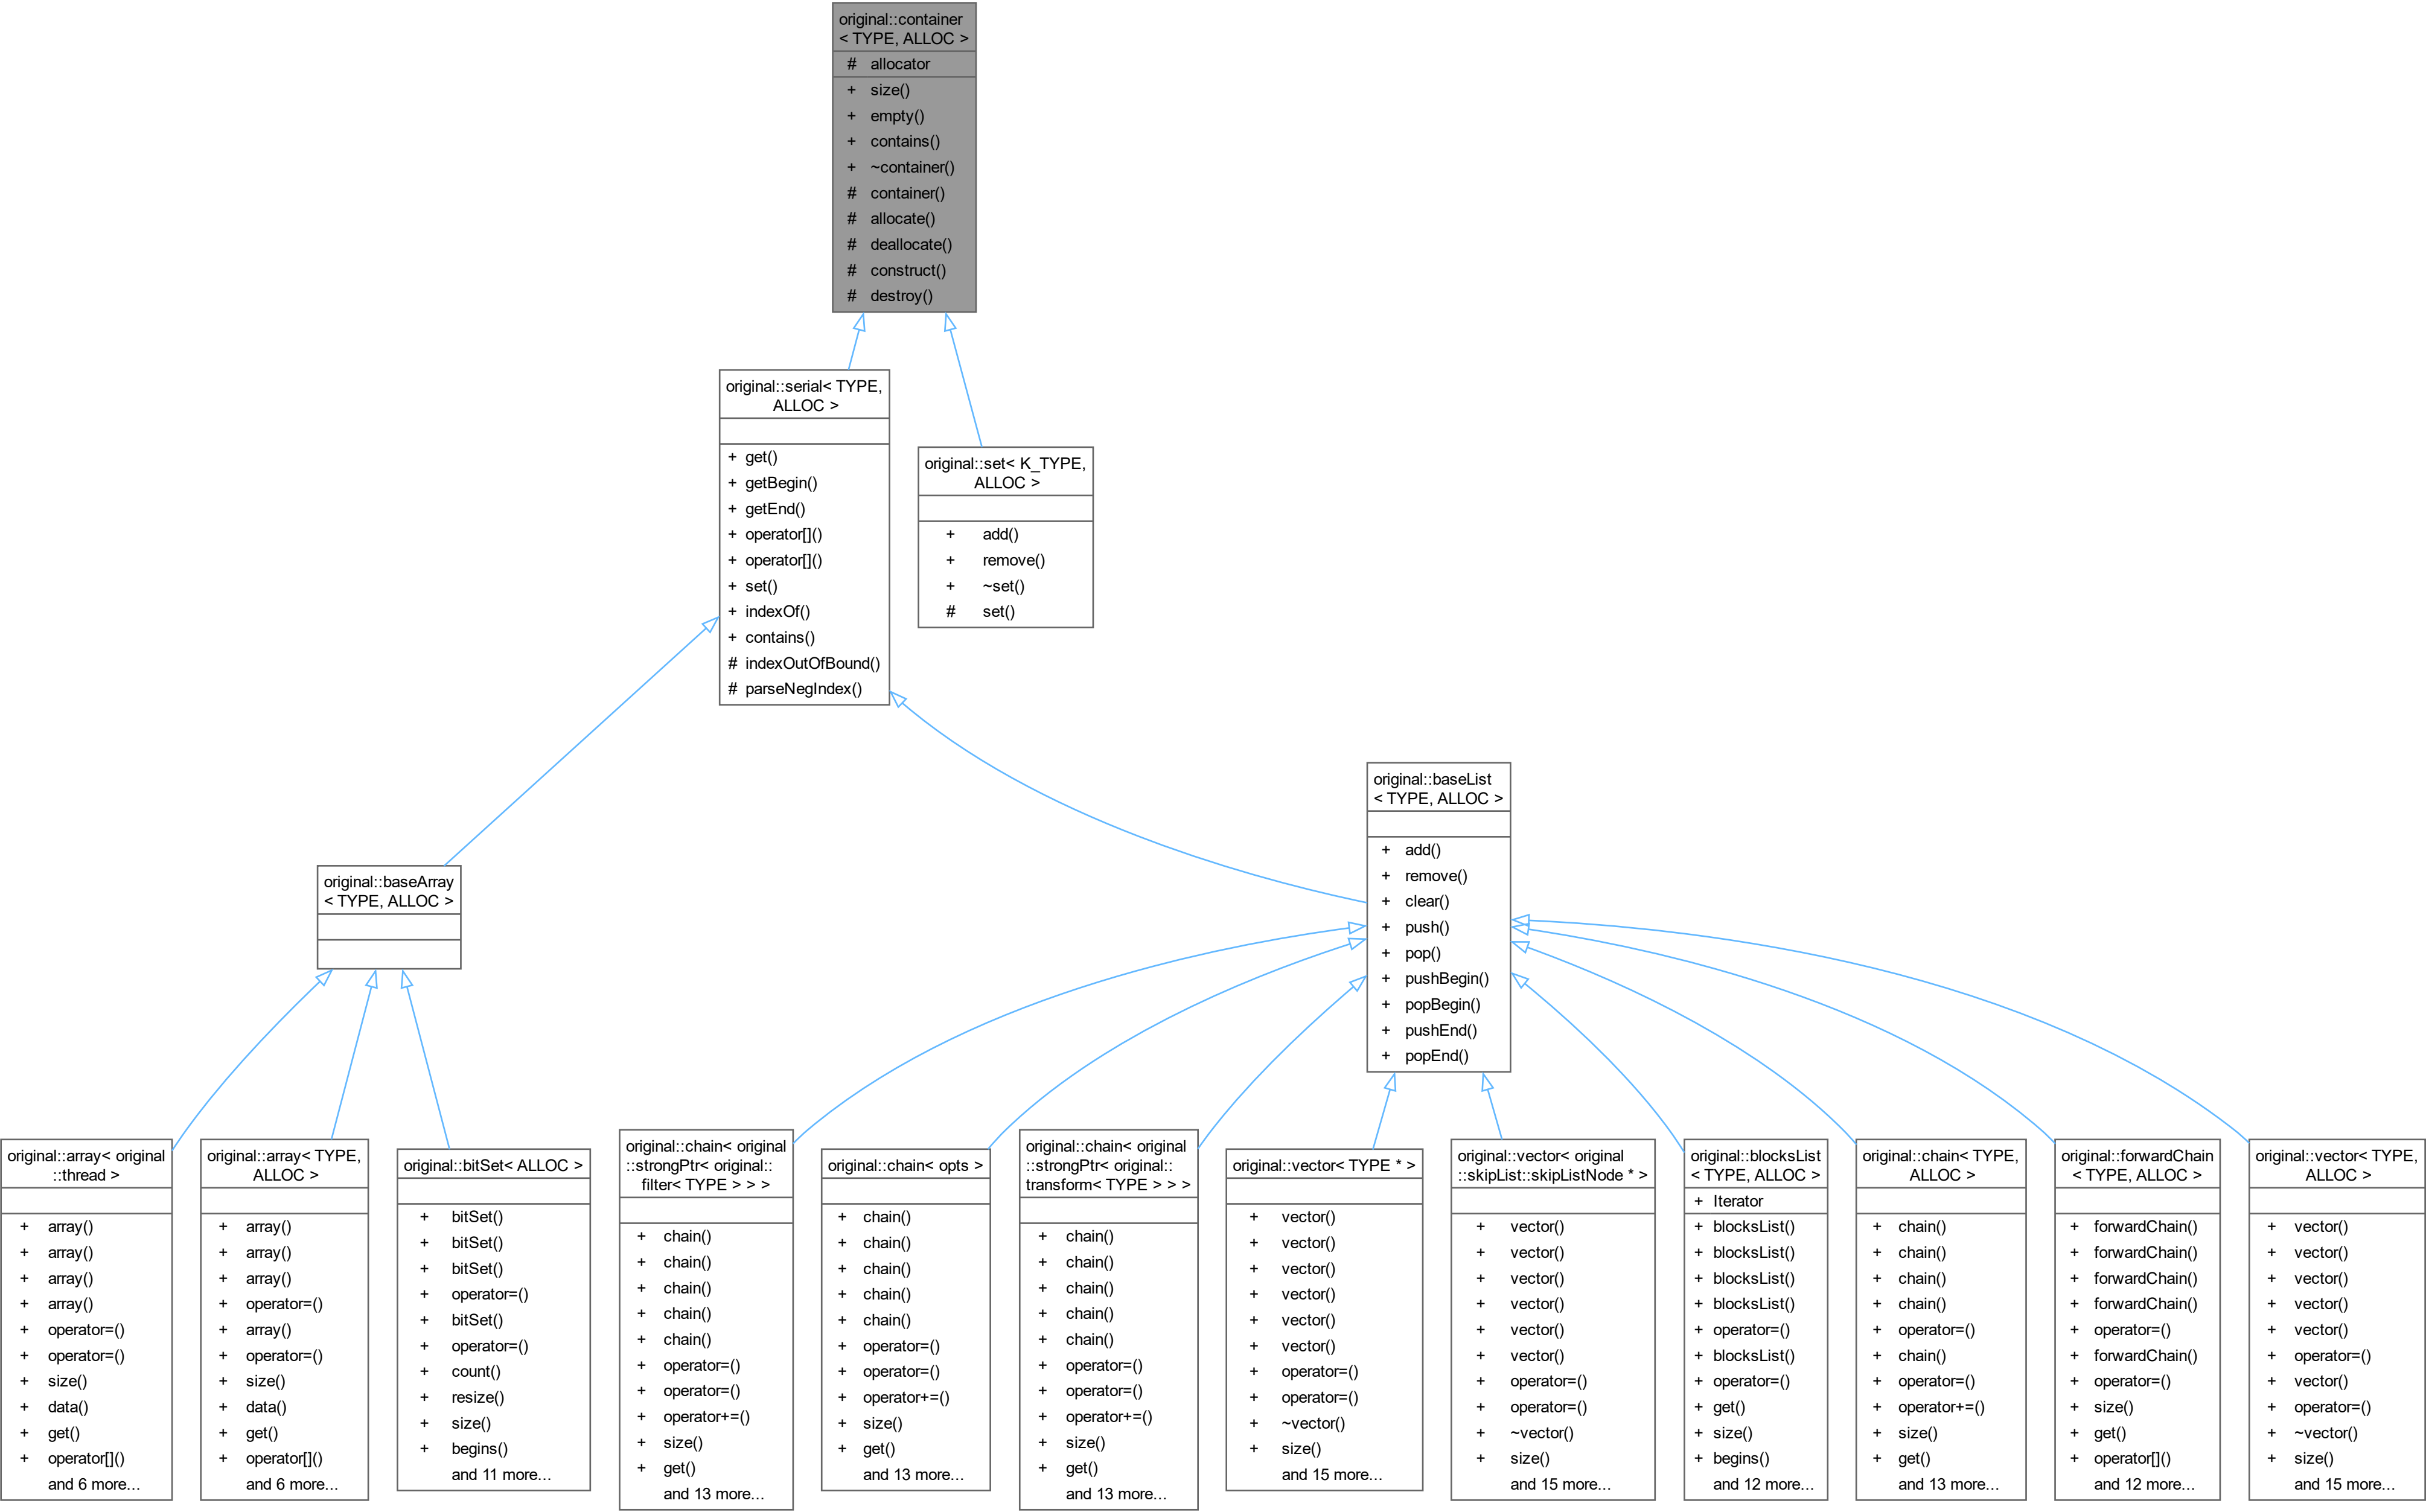 original::container
< TYPE, ALLOC >
# allocator
+ size()
+ empty()
+ contains()
+ ~container()
# container()
# allocate()
# deallocate()
# construct()
# destroy()
original::serial< TYPE,
ALLOC >
+ get()
+ getBegin()
+ getEnd()
+ operator[]()
+ operator[]()
+ set()
+ indexOf()
+ contains()
# indexOutOfBound()
# parseNegIndex()
original::set< K_TYPE,
ALLOC >
+ add()
+ remove()
+ ~set()
# set()
original::baseList
< TYPE, ALLOC >
+ add()
+ remove()
+ clear()
+ push()
+ pop()
+ pushBegin()
+ popBegin()
+ pushEnd()
+ popEnd()
original::baseArray
< TYPE, ALLOC >
original::array< original
::thread >
+ array()
+ array()
+ array()
+ array()
+ operator=()
+ operator=()
+ size()
+ data()
+ get()
+ operator[]()
and 6 more...
original::array< TYPE,
ALLOC >
+ array()
+ array()
+ array()
+ operator=()
+ array()
+ operator=()
+ size()
+ data()
+ get()
+ operator[]()
and 6 more...
original::bitSet< ALLOC >
+ bitSet()
+ bitSet()
+ bitSet()
+ operator=()
+ bitSet()
+ operator=()
+ count()
+ resize()
+ size()
+ begins()
and 11 more...
original::chain< original
::strongPtr< original::
filter< TYPE > > >
+ chain()
+ chain()
+ chain()
+ chain()
+ chain()
+ operator=()
+ operator=()
+ operator+=()
+ size()
+ get()
and 13 more...
original::chain< opts >
+ chain()
+ chain()
+ chain()
+ chain()
+ chain()
+ operator=()
+ operator=()
+ operator+=()
+ size()
+ get()
and 13 more...
original::chain< original
::strongPtr< original::
transform< TYPE > > >
+ chain()
+ chain()
+ chain()
+ chain()
+ chain()
+ operator=()
+ operator=()
+ operator+=()
+ size()
+ get()
and 13 more...
original::vector< TYPE * >
+ vector()
+ vector()
+ vector()
+ vector()
+ vector()
+ vector()
+ operator=()
+ operator=()
+ ~vector()
+ size()
and 15 more...
original::vector< original
::skipList::skipListNode * >
+ vector()
+ vector()
+ vector()
+ vector()
+ vector()
+ vector()
+ operator=()
+ operator=()
+ ~vector()
+ size()
and 15 more...
original::blocksList
< TYPE, ALLOC >
+ Iterator
+ blocksList()
+ blocksList()
+ blocksList()
+ blocksList()
+ operator=()
+ blocksList()
+ operator=()
+ get()
+ size()
+ begins()
and 12 more...
original::chain< TYPE,
ALLOC >
+ chain()
+ chain()
+ chain()
+ chain()
+ operator=()
+ chain()
+ operator=()
+ operator+=()
+ size()
+ get()
and 13 more...
original::forwardChain
< TYPE, ALLOC >
+ forwardChain()
+ forwardChain()
+ forwardChain()
+ forwardChain()
+ operator=()
+ forwardChain()
+ operator=()
+ size()
+ get()
+ operator[]()
and 12 more...
original::vector< TYPE,
ALLOC >
+ vector()
+ vector()
+ vector()
+ vector()
+ vector()
+ operator=()
+ vector()
+ operator=()
+ ~vector()
+ size()
and 15 more...